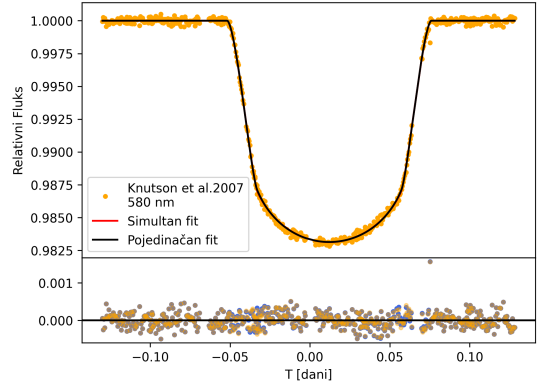 1.0000
0.9975
0.9950
0.9925
0.9900
0.9875
0.9850
0.9825
Relativni Fluks
Knutson et al.2007
580 nm
Simultan fit
Pojedinačan fit
0.001
0.000
−0.10
−0.05
0.00
0.05
0.10
T [dani]